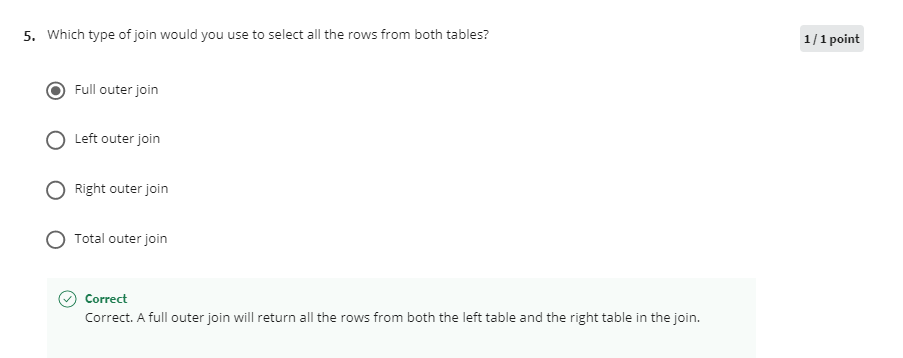 5. Which type of join would you use to select all the rows from both tables?
1 / 1 point
Full outer join
Left outer join
Right outer join
Total outer join
Correct
Correct. A full outer join will return all the rows from both the left table and the right table in the join.